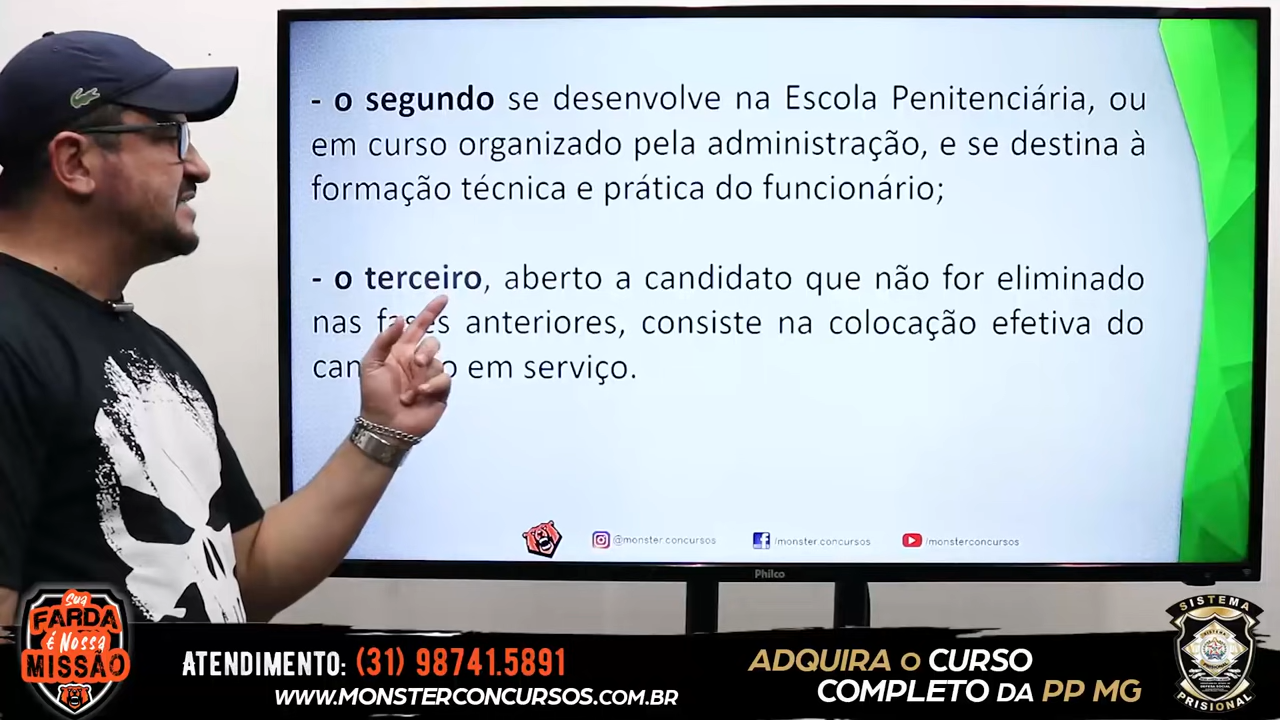 - o segundo se desenvolve na Escola Penitenciária, ou
em curso organizado pela administração, e se destina à
formação técnica e prática do funcionário;
- o terceiro, aberto a candidato que não for eliminado
nas fases anteriores, consiste na colocação efetiva do
em serviço.
@monster.concursos
/monster.concursos
/monsterconcursos
Philco
Sua
FARDA
É NOSSA
MISSÃO
ATENDIMENTO: (31) 98741.5891
WWW.MONSTERCONCURSOS.COM.BR
ADQUIRA O CURSO
COMPLETO DA PP MG
SISTEMA
PRISIONAL